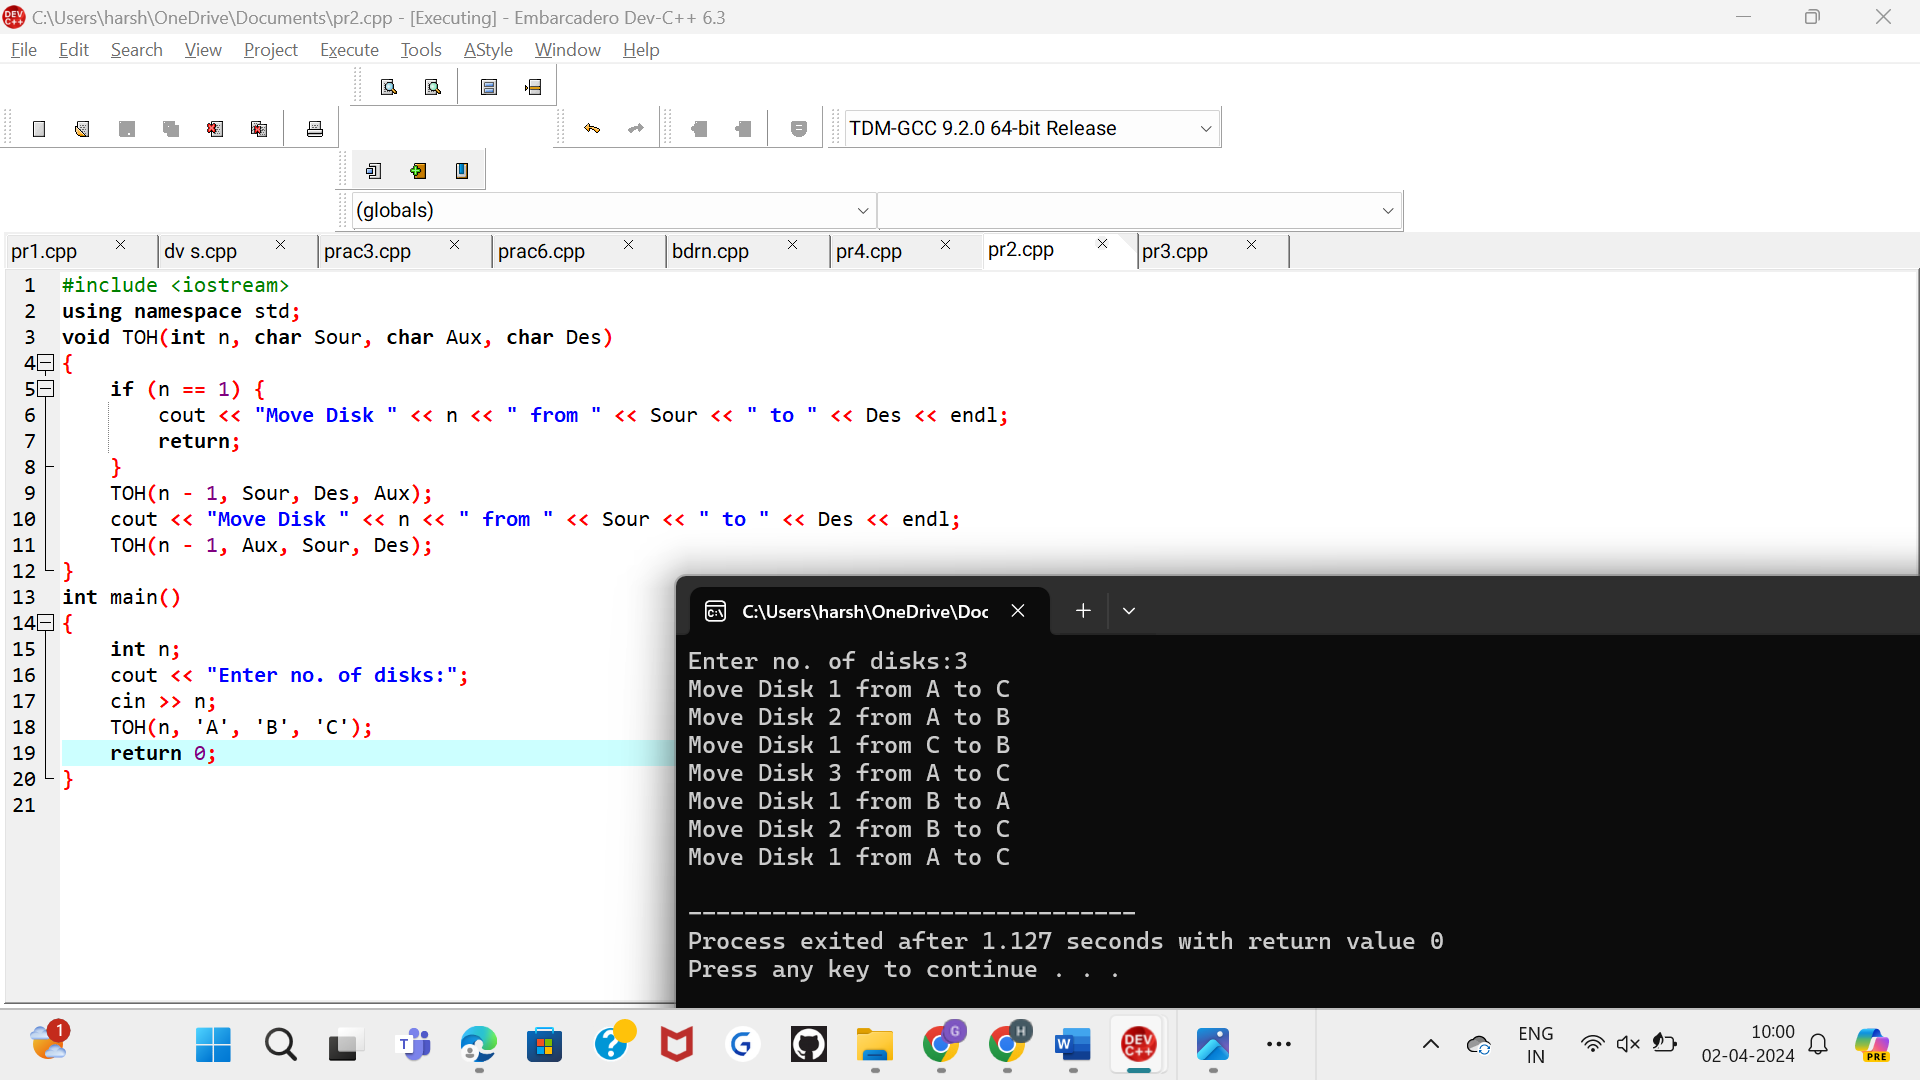 C:\Users\harsh\OneDrive\Documents\pr2.cpp - [Executing] - Embarcadero Dev-C++ 6.3
File Edit Search View Project Execute Tools AStyle Window Help
TDM-GCC 9.2.0 64-bit Release
(globals)
pr1.cpp dv s.cpp prac3.cpp prac6.cpp bdrn.cpp pr4.cpp pr2.cpp pr3.cpp
1 #include <iostream>
2 using namespace std;
3 void TOH(int n, char Sour, char Aux, char Des)
4 {
5 if (n == 1) {
6 cout << "Move Disk " << n << " from " << Sour << " to " << Des << endl;
7 return;
8 }
9 TOH(n - 1, Sour, Des, Aux);
10 cout << "Move Disk " << n << " from " << Sour << " to " << Des << endl;
11 TOH(n - 1, Aux, Sour, Des);
12 }
13 int main()
14 {
15 int n;
16 cout << "Enter no. of disks:";
17 cin >> n;
18 TOH(n, 'A', 'B', 'C');
19 return 0;
20 }
21
C:\Users\harsh\OneDrive\Doc
Enter no. of disks:3
Move Disk 1 from A to C
Move Disk 2 from A to B
Move Disk 1 from C to B
Move Disk 3 from A to C
Move Disk 1 from B to A
Move Disk 2 from B to C
Move Disk 1 from A to C
--------------------------------
Process exited after 1.127 seconds with return value 0
Press any key to continue . . .
1
G
H
DEV C++
ENG
IN
10:00
02-04-2024
PRE